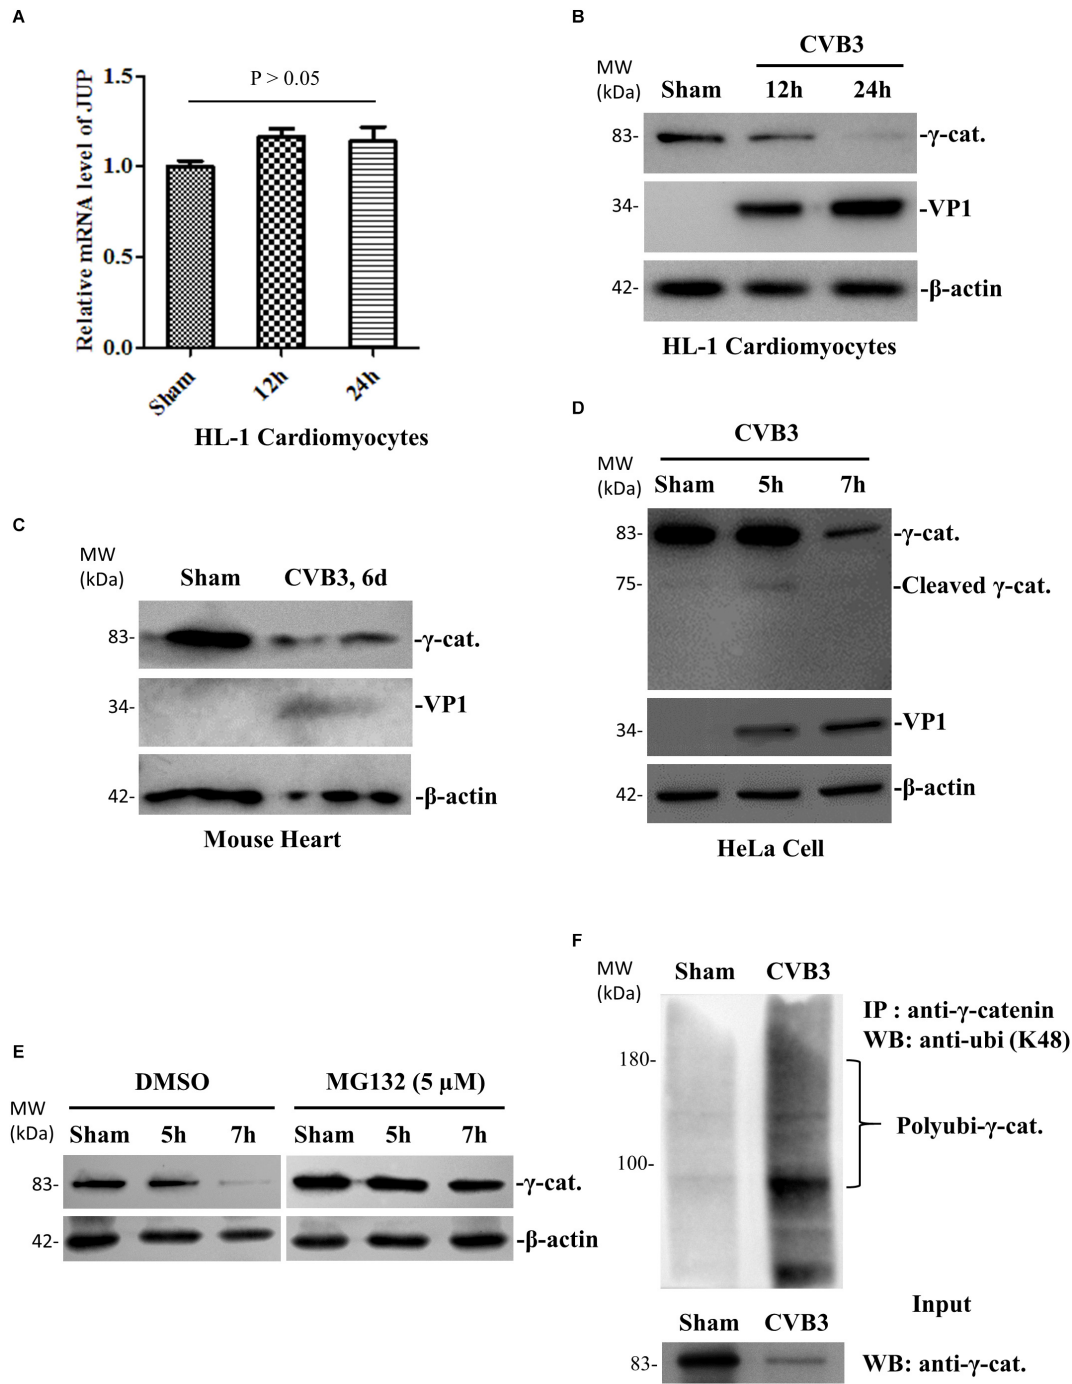 A
Relative mRNA level of JUP
1.5
1.0
0.5
0.0
P > 0.05
Sham
12h
24h
HL-1 Cardiomyocytes
B
CVB3
MW
(kDa)
Sham
12h
24h
83-
-γ-cat.
34-
-VP1
42-
-β-actin
HL-1 Cardiomyocytes
C
MW
(kDa)
Sham
CVB3, 6d
83-
-γ-cat.
34-
-VP1
42-
-β-actin
Mouse Heart
D
CVB3
MW
(kDa)
Sham
5h
7h
83-
-γ-cat.
75-
-Cleaved γ-cat.
34-
-VP1
42-
-β-actin
HeLa Cell
E
DMSO
MG132 (5 μM)
MW
(kDa)
Sham
5h
7h
Sham
5h
7h
83-
-γ-cat.
42-
-β-actin
F
MW
(kDa)
Sham
CVB3
IP : anti-γ-catenin
WB: anti-ubi (K48)
180-
Polyubi-γ-cat.
100-
Input
Sham
CVB3
83-
WB: anti-γ-cat.